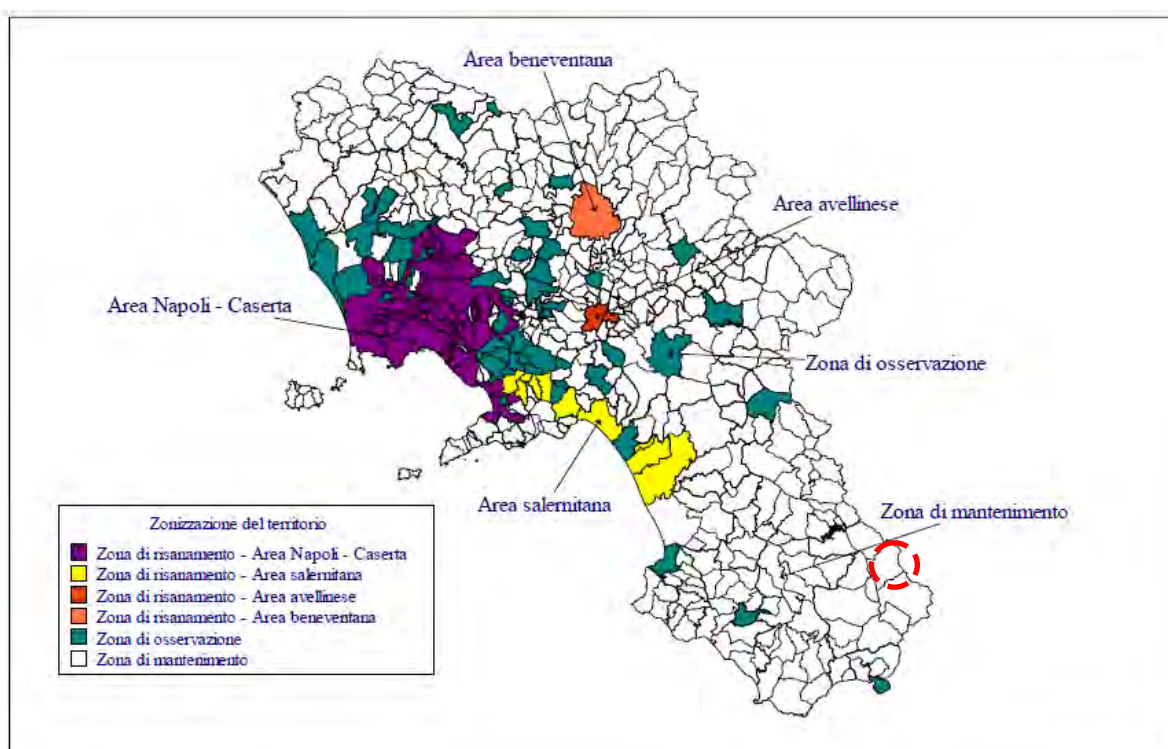 Area beneventana
Area avellinese
Area Napoli - Caserta
Zona di osservazione
Area salernitana
Zona di mantenimento
Zonizzazione del territorio
Zona di risanamento - Area Napoli - Caserta
Zona di risanamento - Area salernitana
Zona di risanamento - Area avellinese
Zona di risanamento - Area beneventana
Zona di osservazione
Zona di mantenimento